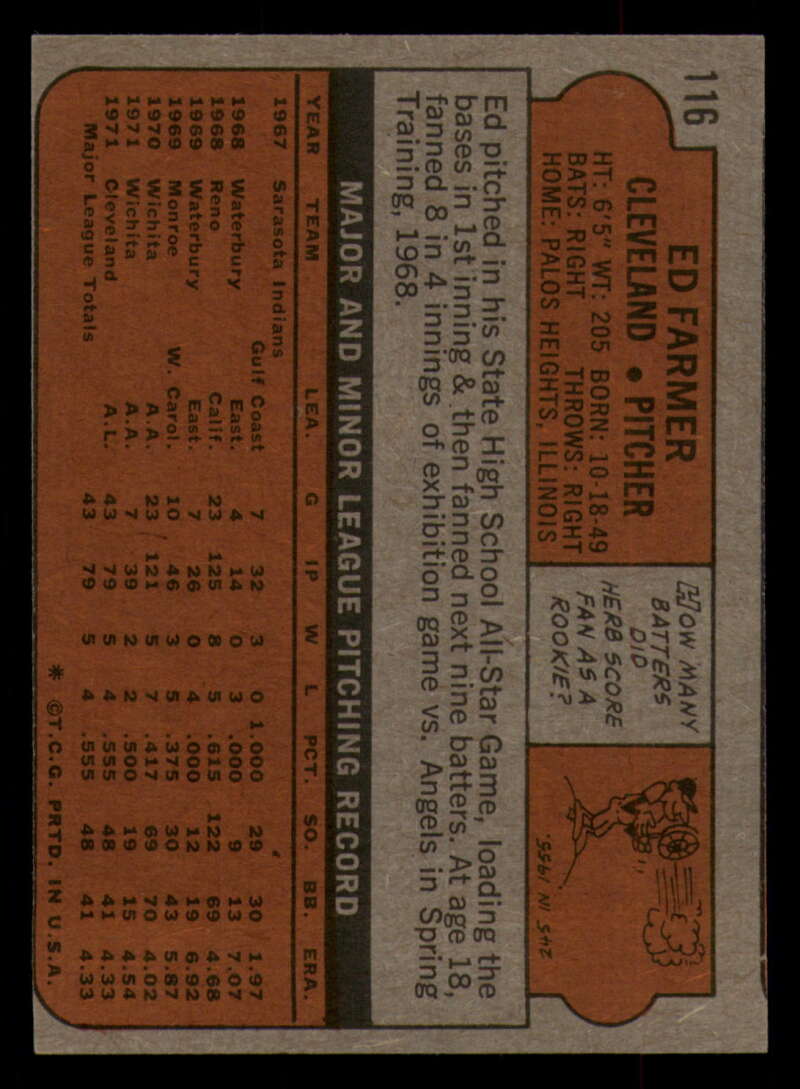 116
ED FARMER
CLEVELAND • PITCHER
HT: 6'5" WT: 205 BORN: 10-18-49
BATS: RIGHT THROWS: RIGHT
HOME: PALOS HEIGHTS, ILLINOIS
HOW MANY
BATTERS
DID
HERB SCORE
FAN AS A
ROOKIE?
245 IN 1955.
Ed pitched in his State High School All-Star Game, loading the
bases in 1st inning & then fanned next nine batters. At age 18,
fanned 8 in 4 innings of exhibition game vs. Angels in Spring
Training, 1968.
MAJOR AND MINOR LEAGUE PITCHING RECORD
YEAR TEAM LEA. G IP W L PCT. SO. BB. ERA.
1967 Sarasota Indians
Gulf Coast 7 32 3 0 1.000 29 30 1.97
1968 Waterbury East. 4 14 0 3 .000 9 13 7.07
1968 Reno Calif. 23 125 8 5 .615 122 69 4.68
1969 Waterbury East. 7 26 0 4 .000 12 19 6.92
1969 Monroe W. Carol. 10 46 3 5 .375 30 43 5.87
1970 Wichita A.A. 23 121 5 7 .417 69 70 4.02
1971 Wichita A.A. 7 39 2 2 .500 19 15 4.54
1971 Cleveland A.L. 43 79 5 4 .555 48 41 4.33
Major League Totals 43 79 5 4 .555 48 41 4.33
* ©T.C.G. PRTD. IN U.S.A.